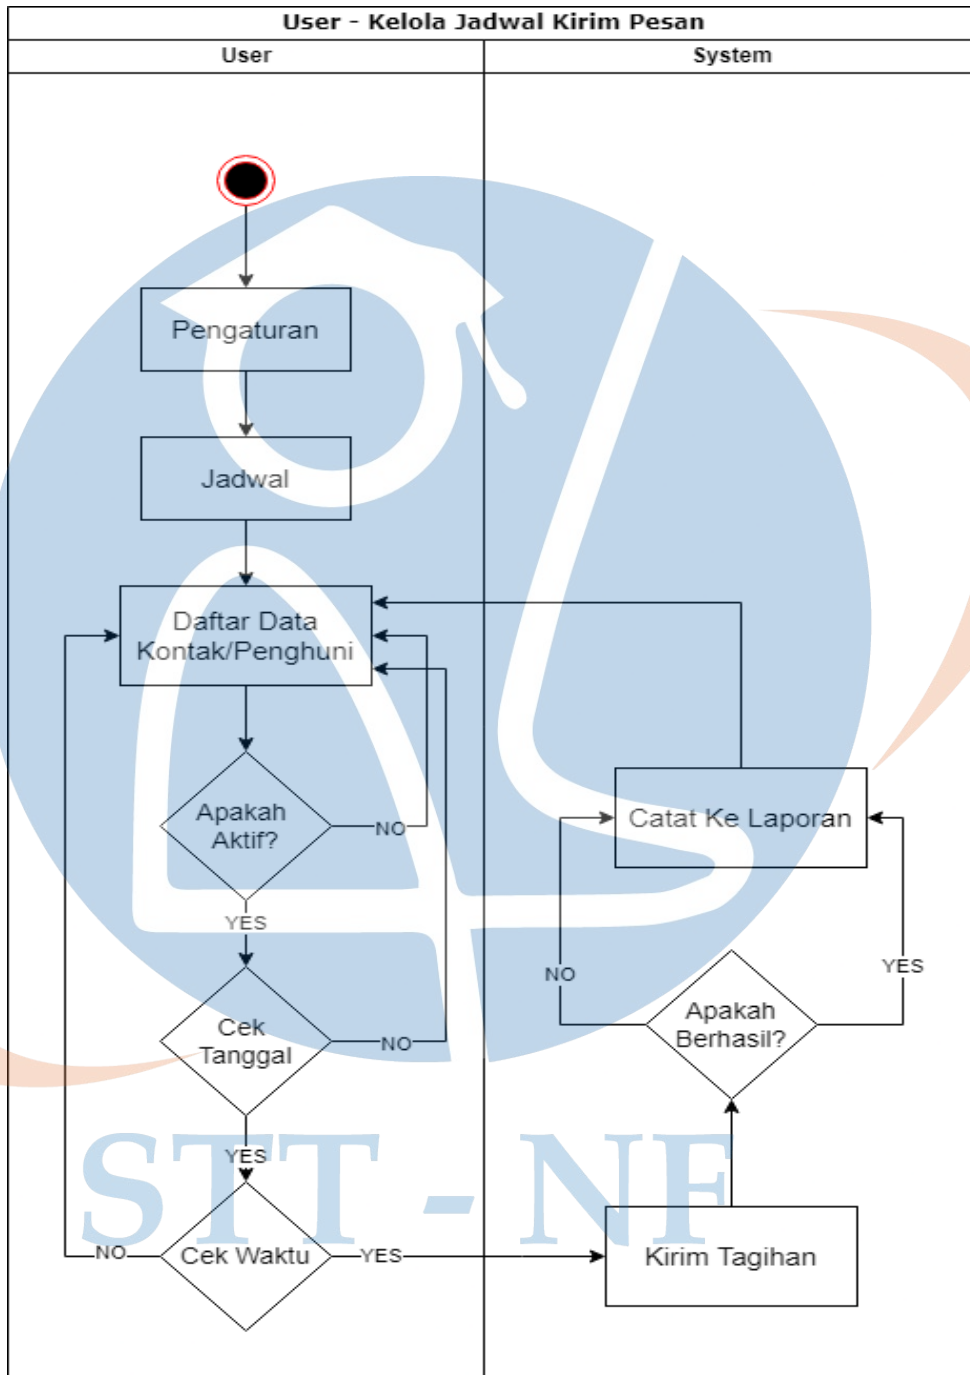 User - Kelola Jadwal Kirim Pesan
User
System
Pengaturan
Jadwal
Daftar Data
Kontak/Penghuni
Apakah
Aktif?
NO
YES
Cek
Tanggal
NO
YES
Cek Waktu
NO
YES
Kirim Tagihan
Apakah
Berhasil?
NO
YES
Catat Ke Laporan
STT - NF